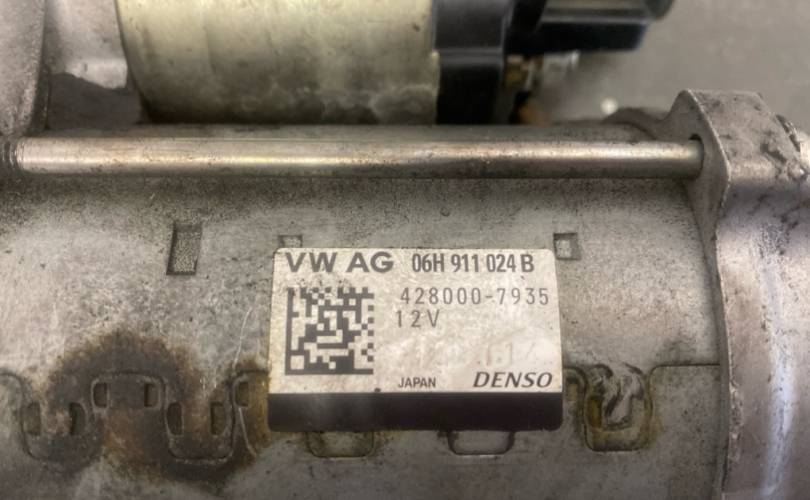 VW AG 06H 911 024 B
428000-7935
12V
JAPAN DENSO